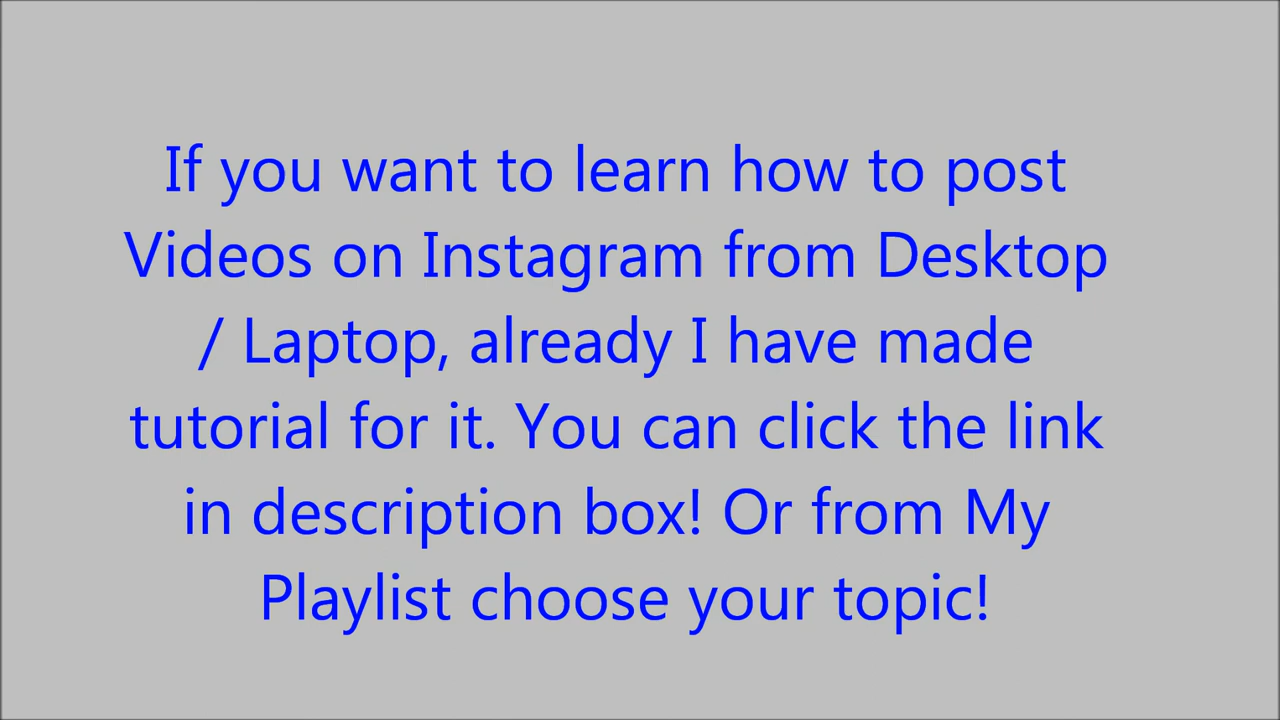 If you want to learn how to post
Videos on Instagram from Desktop
/ Laptop, already I have made
tutorial for it. You can click the link
in description box! Or from My
Playlist choose your topic!